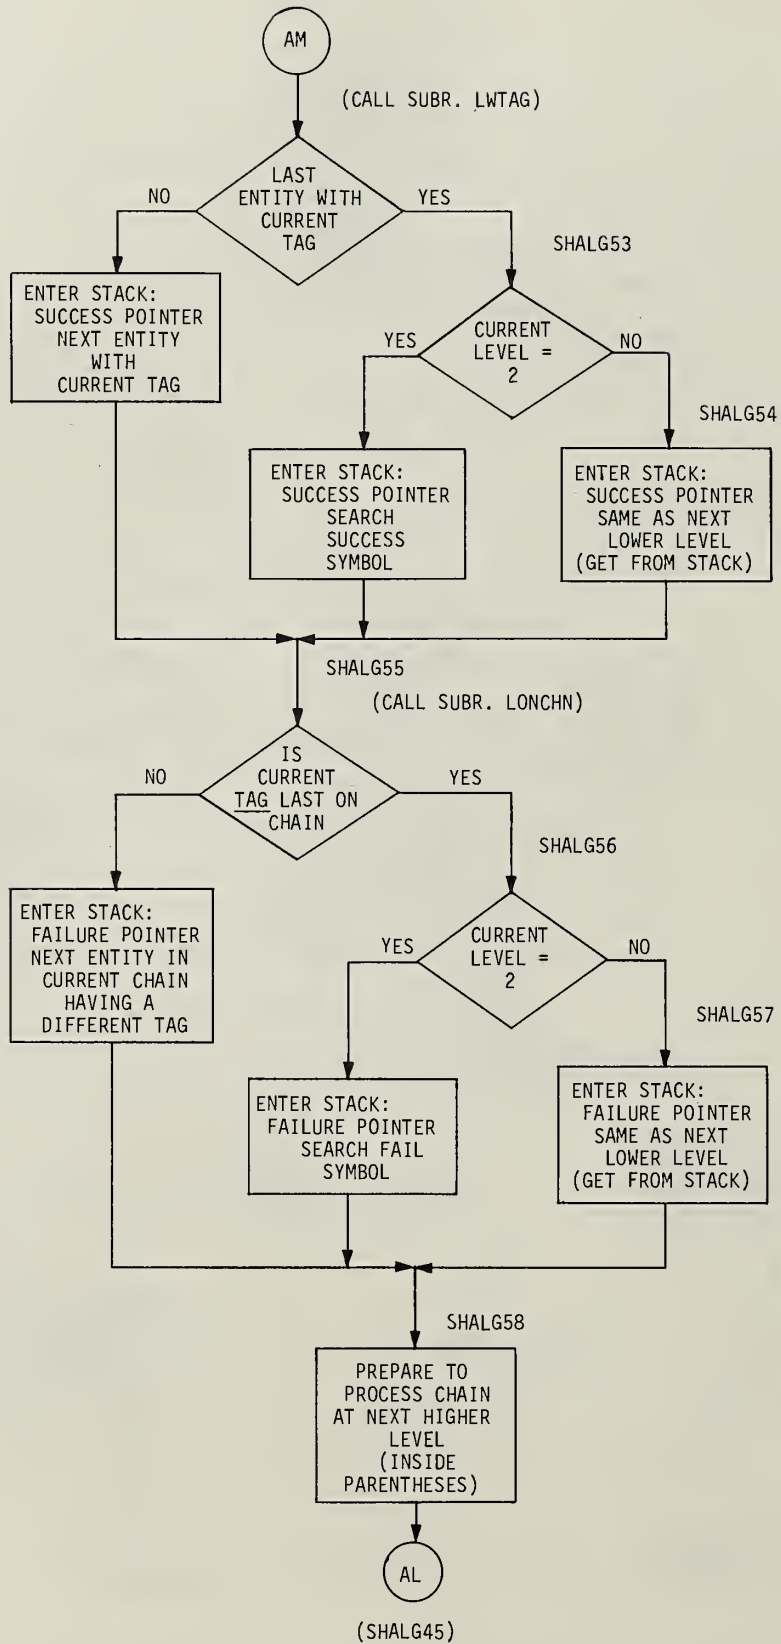 AM
(CALL SUBR. LWTAG)
LAST
ENTITY WITH
CURRENT
TAG
NO
YES
SHALG53
ENTER STACK:
SUCCESS POINTER
NEXT ENTITY
WITH
CURRENT TAG
CURRENT
LEVEL =
2
YES
NO
SHALG54
ENTER STACK:
SUCCESS POINTER
SEARCH
SUCCESS
SYMBOL
ENTER STACK:
SUCCESS POINTER
SAME AS NEXT
LOWER LEVEL
(GET FROM STACK)
SHALG55
(CALL SUBR. LONCHN)
IS
CURRENT
TAG LAST ON
CHAIN
NO
YES
SHALG56
ENTER STACK:
FAILURE POINTER
NEXT ENTITY IN
CURRENT CHAIN
HAVING A
DIFFERENT TAG
CURRENT
LEVEL =
2
YES
NO
SHALG57
ENTER STACK:
FAILURE POINTER
SEARCH FAIL
SYMBOL
ENTER STACK:
FAILURE POINTER
SAME AS NEXT
LOWER LEVEL
(GET FROM STACK)
SHALG58
PREPARE TO
PROCESS CHAIN
AT NEXT HIGHER
LEVEL
(INSIDE
PARENTHESES)
AL
(SHALG45)